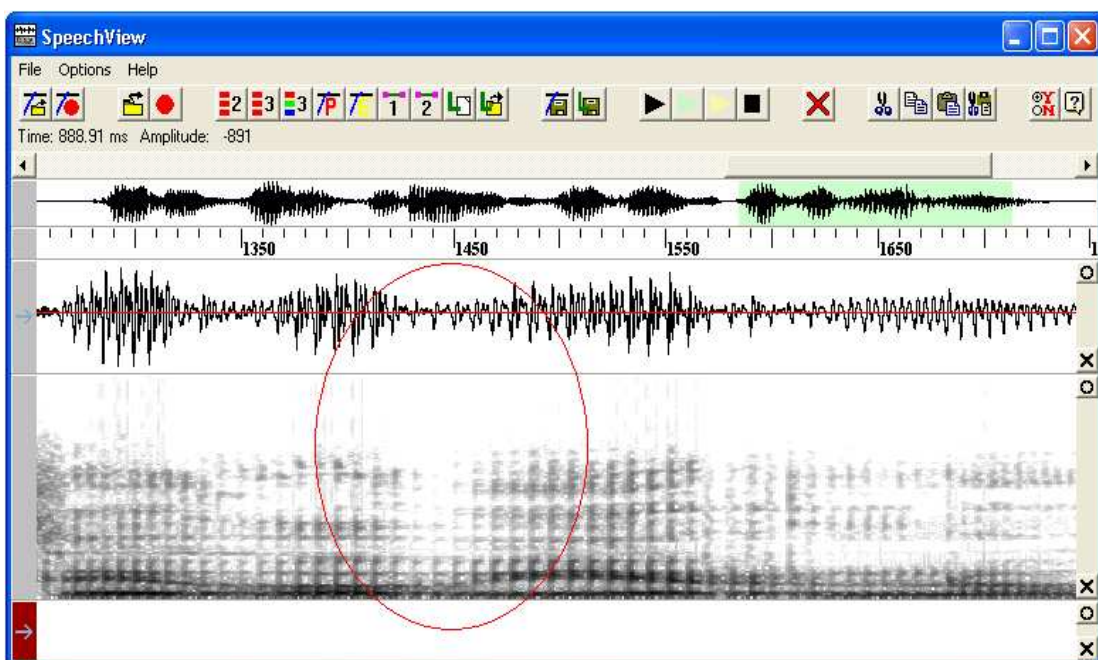 SpeechView
File Options Help
2 3 3 P E 1 2 ?
Time: 888.91 ms Amplitude: -891
1350 1450 1550 1650 1